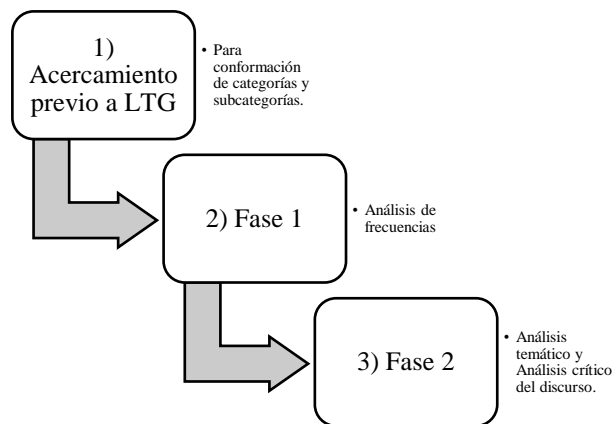 1)
Acercamiento
previo a LTG
• Para
conformación
de categorías y
subcategorías.
2) Fase 1
• Análisis de
frecuencias
3) Fase 2
• Análisis
temático y
Análisis crítico
del discurso.